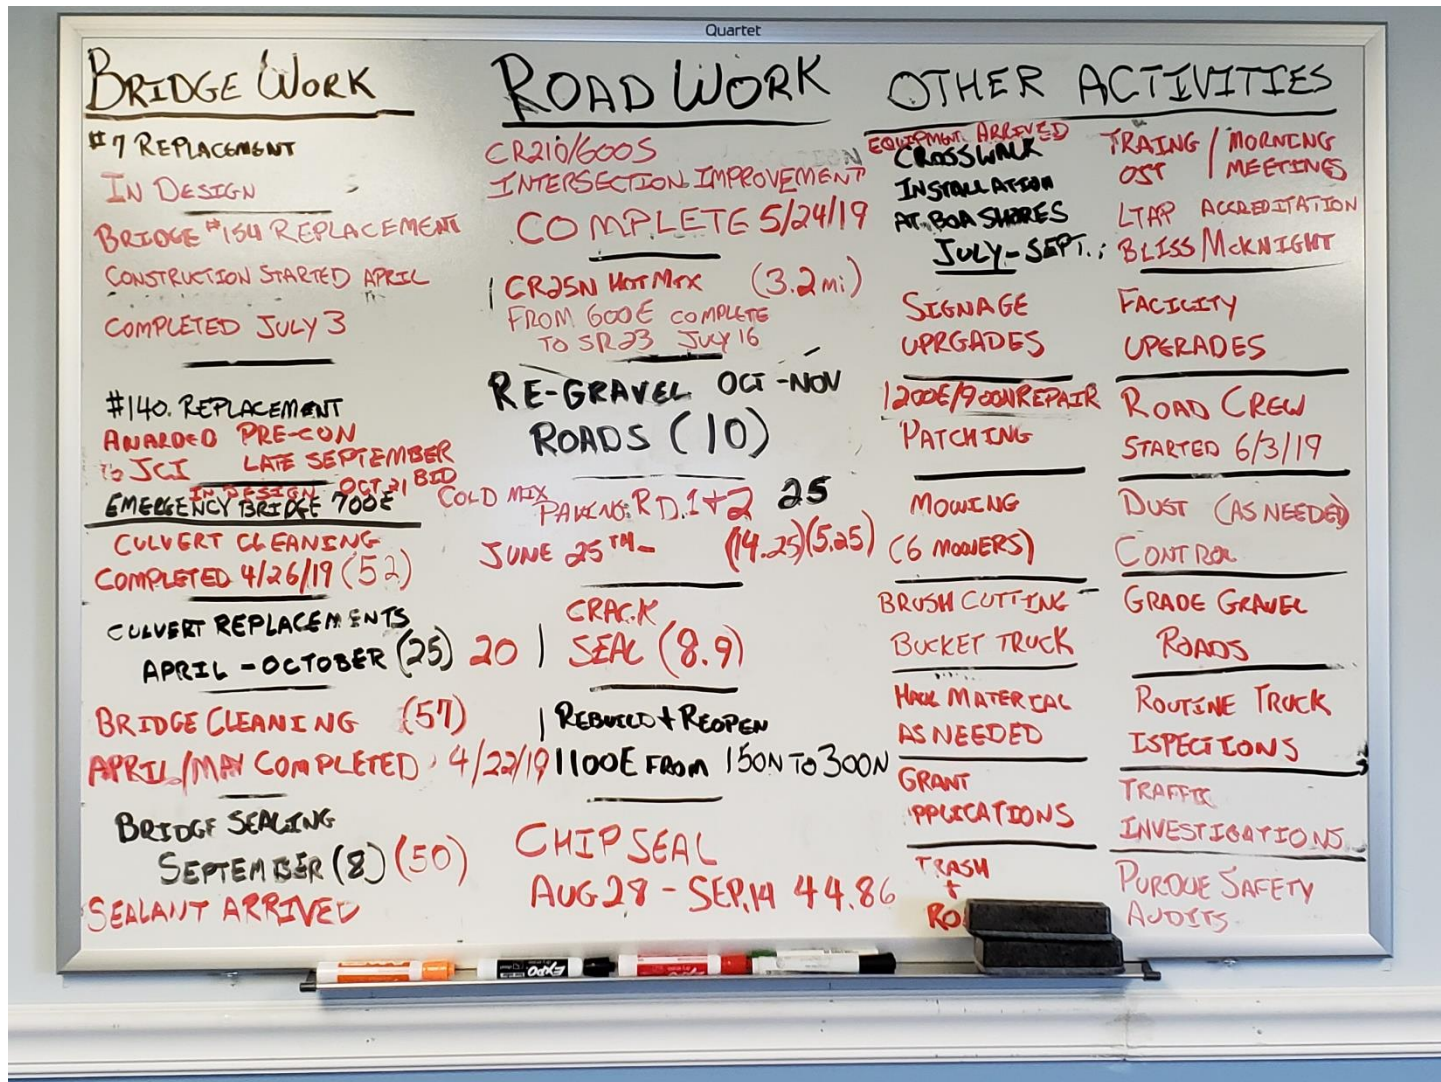 Quartet
BRIDGE WORK
#7 REPLACEMENT
IN DESIGN
BRIDGE #154 REPLACEMENT
CONSTRUCTION STARTED APRIL
COMPLETED JULY 3
#140. REPLACEMENT
AWARDED PRE-CON
TO JCI LATE SEPTEMBER
IN DESIGN OCT 21 BID
EMERGENCY BRIDGE 700E
CULVERT CLEANING
COMPLETED 4/26/19 (52)
CULVERT REPLACEMENTS
APRIL - OCTOBER (25) 20
BRIDGE CLEANING (57)
APRIL/MAY COMPLETED 4/22/19
BRIDGE SEALING
SEPTEMBER (8) (50)
SEALANT ARRIVED
ROAD WORK
CR210/600S
INTERSECTION IMPROVEMENT
COMPLETE 5/24/19
CR25N HOT MIX (3.2 mi)
FROM 600E COMPLETE
TO SR23 JULY 16
RE-GRAVEL OCT-NOV
ROADS (10)
COLD MIX
PAVING: RD. 1+2 25
JUNE 25TH- (14.25)(5.25)
CRACK
SEAL (8.9)
REBUILD + REOPEN
1100E FROM 150N TO 300N
CHIP SEAL
AUG 28 - SEP. 14 44.86
OTHER ACTIVITIES
EQUIPMENT ARRIVED
CROSSWALK
INSTALLATION
AT BOA SHORES
JULY-SEPT.
SIGNAGE
UPRGADES
1200E/900N REPAIR
PATCHING
MOWING
(6 MOWERS)
BRUSH CUTTING
BUCKET TRUCK
HAUL MATERIAL
AS NEEDED
GRANT
APPLICATIONS
TRASH
+
TRAING / MORNING
OST / MEETINGS
LTAP ACCREDITATION
BLISS MCKNIGHT
FACILITY
UPGRADES
ROAD CREW
STARTED 6/3/19
DUST (AS NEEDED)
CONTROL
GRADE GRAVEL
ROADS
ROUTINE TRUCK
ISPECTIONS
TRAFFIC
INVESTIGATIONS
PURDUE SAFETY
AUDITS
EXPO